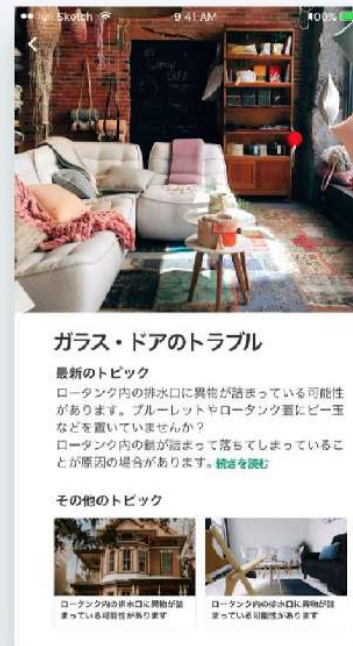 Sketch
9:41 AM
100%
ガラス・ドアのトラブル
最新のトピック
ロータンク内の排水口に異物が詰まっている可能性
があります。ブルーレットやロータンク蓋にビー玉
などを置いていませんか？
ロータンク内の鎖が詰まって落ちてしまっているこ
とが原因の場合があります。続きを読む
その他のトピック
ロータンク内の排水口に異物が詰
まっている可能性があります
ロータンク内の排水口に異物が詰
まっている可能性があります